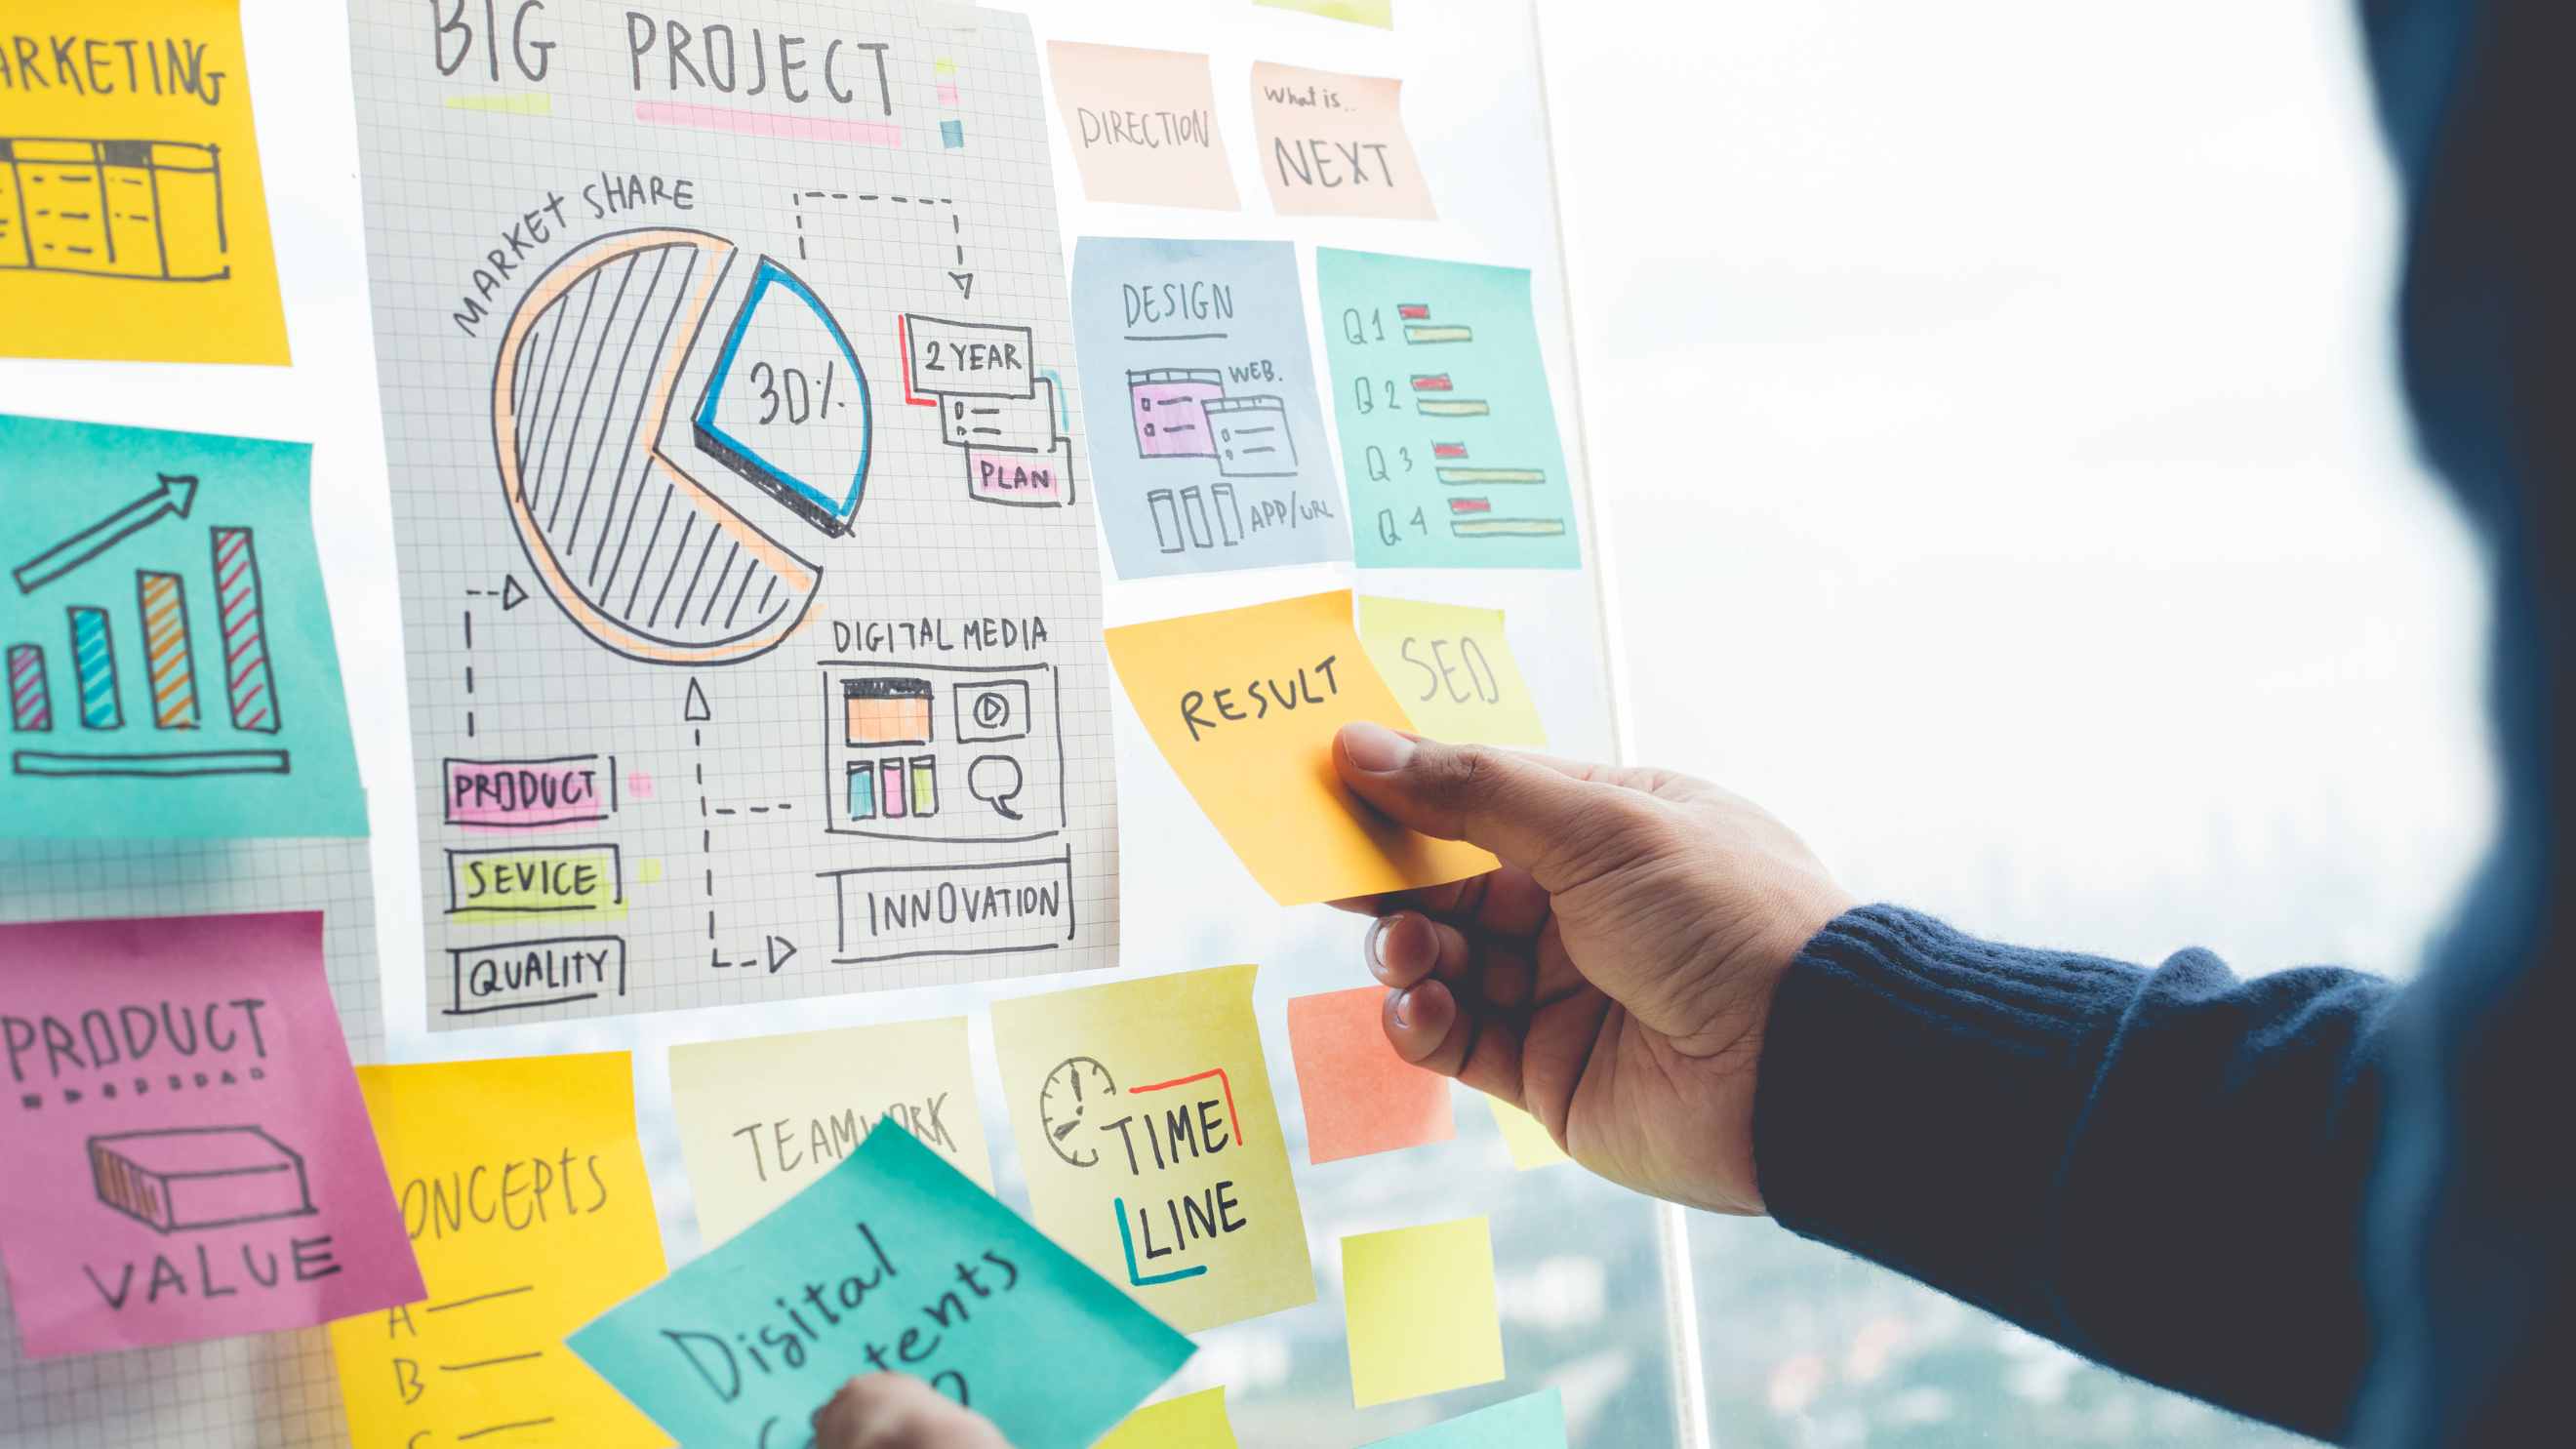 ARKETING
BIG PROJECT
MARKET SHARE
30%
2 YEAR
PLAN
DIGITAL MEDIA
PRODUCT
SEVICE
QUALITY
INNOVATION
DIRECTION
What is..
NEXT
DESIGN
WEB.
APP/URL
Q1
Q2
Q3
Q4
RESULT
SEO
PRODUCT
VALUE
ONCEPTS
A
B
C
TEAMWORK
TIME
LINE
Digital
tents